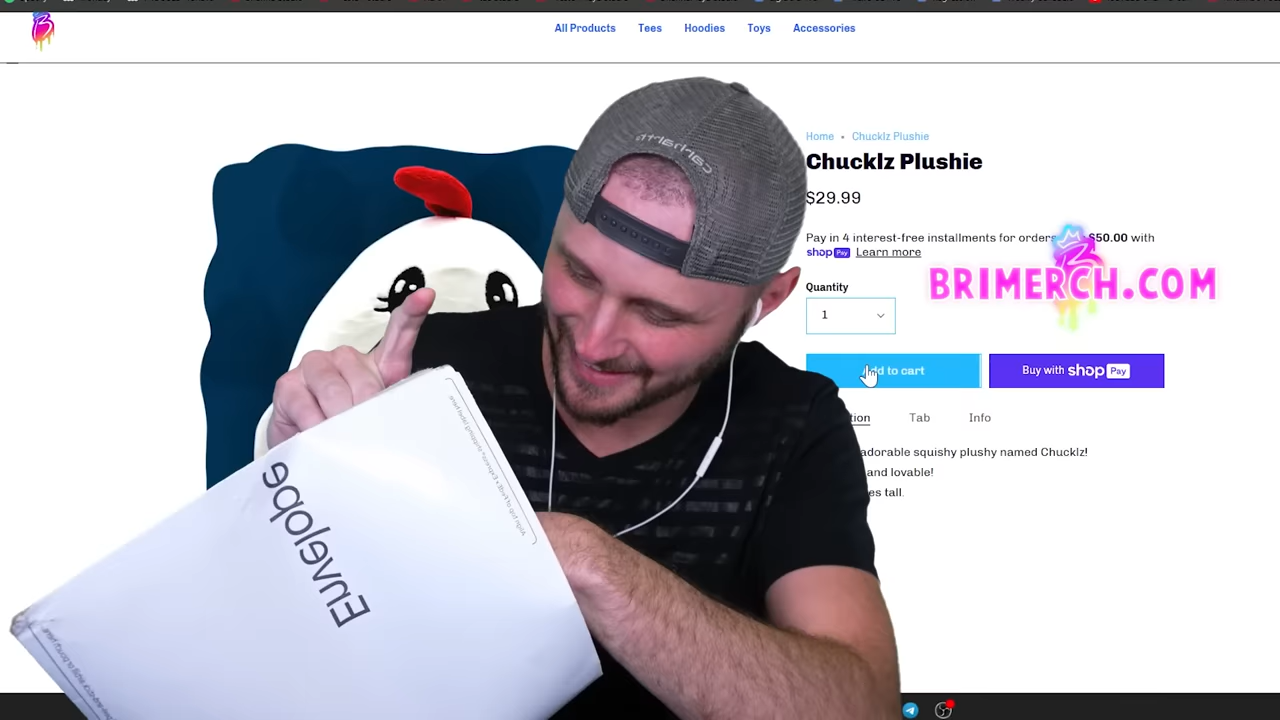 All Products Tees Hoodies Toys Accessories
Home • Chucklz Plushie
Chucklz Plushie
$29.99
Pay in 4 interest-free installments for orders $50.00 with
shop Pay Learn more
BRIMERCH.COM
Quantity
1
to cart
Buy with shop Pay
tion Tab Info
adorable squishy plushy named Chucklz!
and lovable!
es tall.
carhartt
Envelope